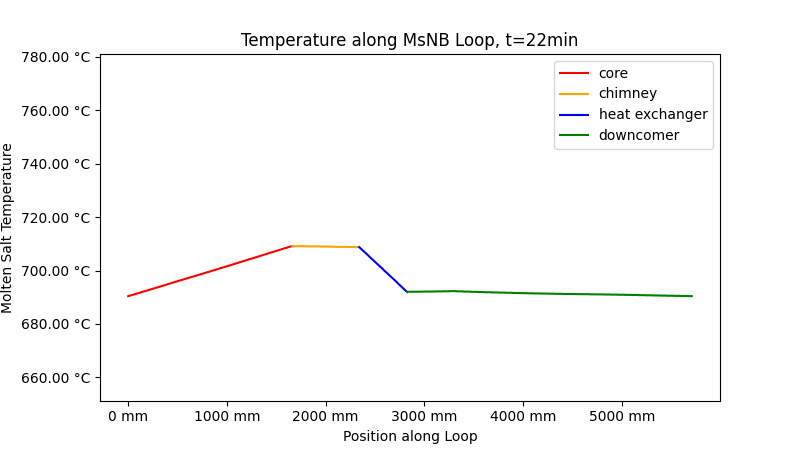 Temperature along MsNB Loop, t=22min
780.00 °C
760.00 °C
740.00 °C
720.00 °C
700.00 °C
680.00 °C
660.00 °C
Molten Salt Temperature
core
chimney
heat exchanger
downcomer
0 mm 1000 mm 2000 mm 3000 mm 4000 mm 5000 mm
Position along Loop